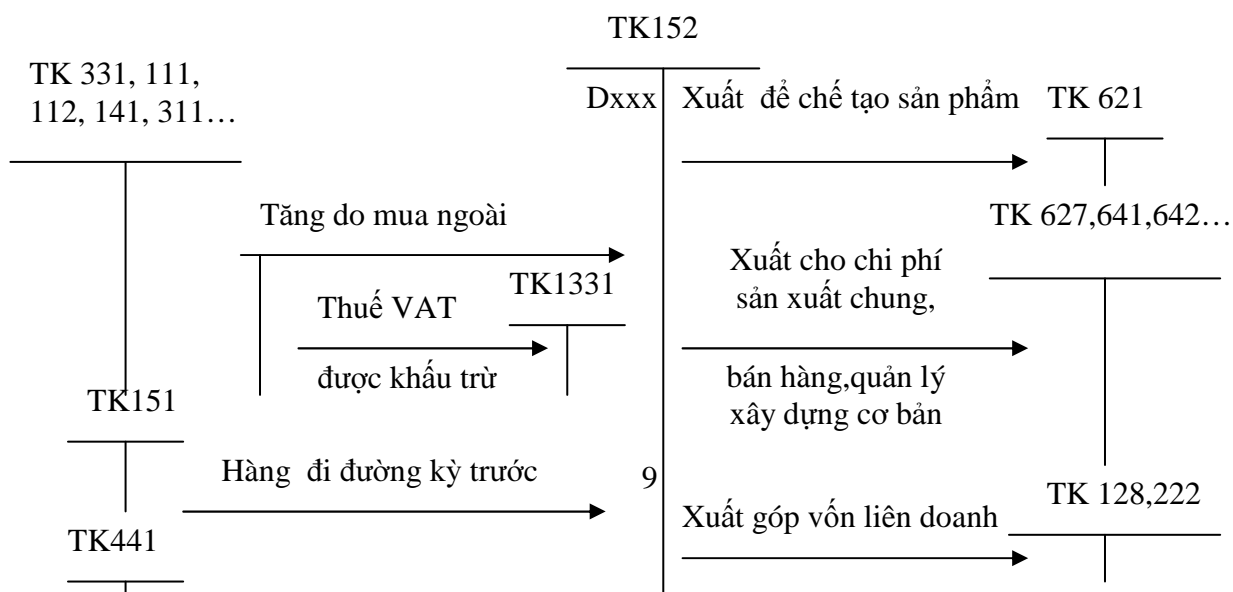 TK152
TK 331, 111,
112, 141, 311…
Dxxx
Xuất để chế tạo sản phẩm
TK 621
Tăng do mua ngoài
TK 627,641,642…
Thuế VAT
TK1331
được khấu trừ
Xuất cho chi phí
sản xuất chung,
bán hàng,quản lý
xây dựng cơ bản
TK151
Hàng đi đường kỳ trước
9
TK 128,222
Xuất góp vốn liên doanh
TK441